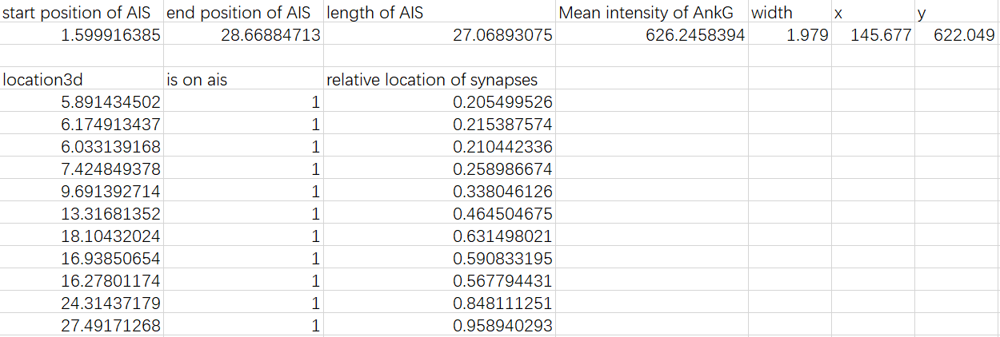 start position of AIS end position of AIS length of AIS Mean intensity of AnkG width x y
1.599916385 28.66884713 27.06893075 626.2458394 1.979 145.677 622.049
location3d is on ais relative location of synapses
5.891434502 1 0.205499526
6.174913437 1 0.215387574
6.033139168 1 0.210442336
7.424849378 1 0.258986674
9.691392714 1 0.338046126
13.31681352 1 0.464504675
18.10432024 1 0.631498021
16.93850654 1 0.590833195
16.27801174 1 0.567794431
24.31437179 1 0.848111251
27.49171268 1 0.958940293